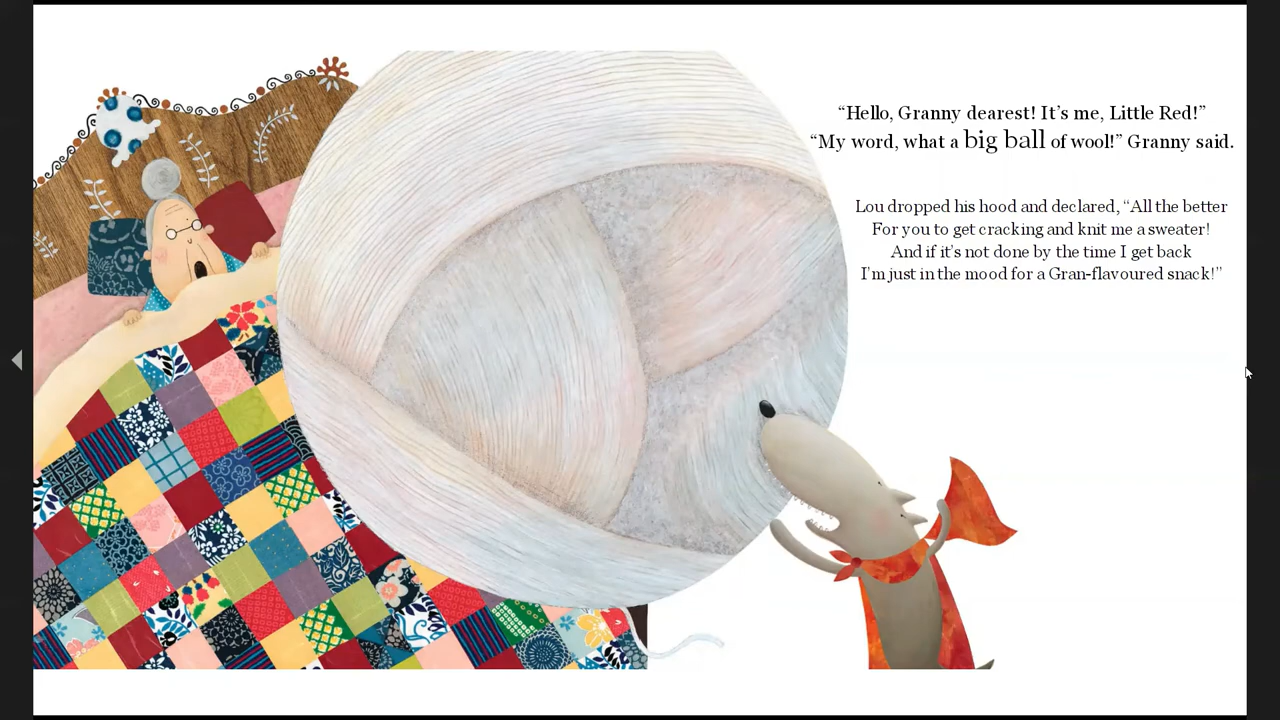 “Hello, Granny dearest! It’s me, Little Red!”
“My word, what a big ball of wool!” Granny said.
Lou dropped his hood and declared, “All the better
For you to get cracking and knit me a sweater!
And if it’s not done by the time I get back
I’m just in the mood for a Gran-flavoured snack!”